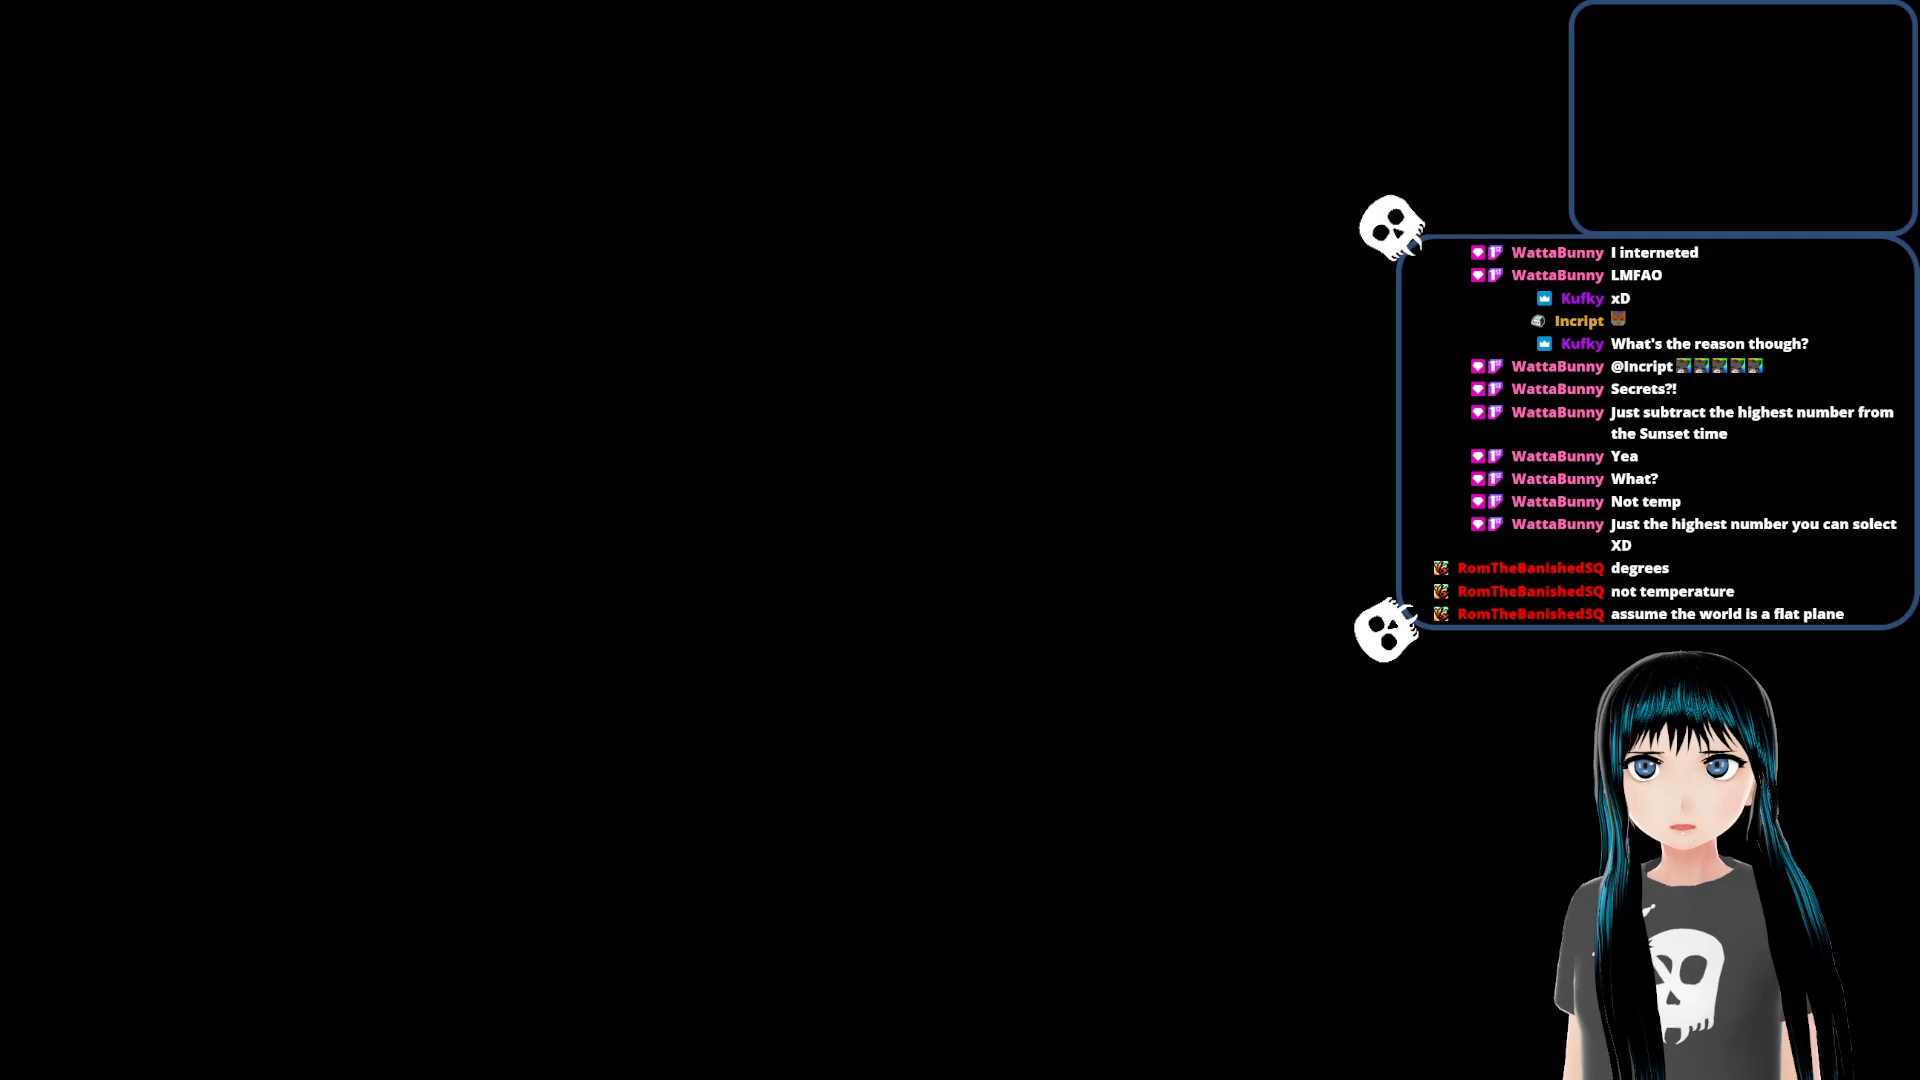 WattaBunny I interneted
WattaBunny LMFAO
Kufky xD
Incript
Kufky What's the reason though?
WattaBunny @Incript
WattaBunny Secrets?!
WattaBunny Just subtract the highest number from
the Sunset time
WattaBunny Yea
WattaBunny What?
WattaBunny Not temp
WattaBunny Just the highest number you can solect
XD
RomTheBanishedSQ degrees
RomTheBanishedSQ not temperature
RomTheBanishedSQ assume the world is a flat plane